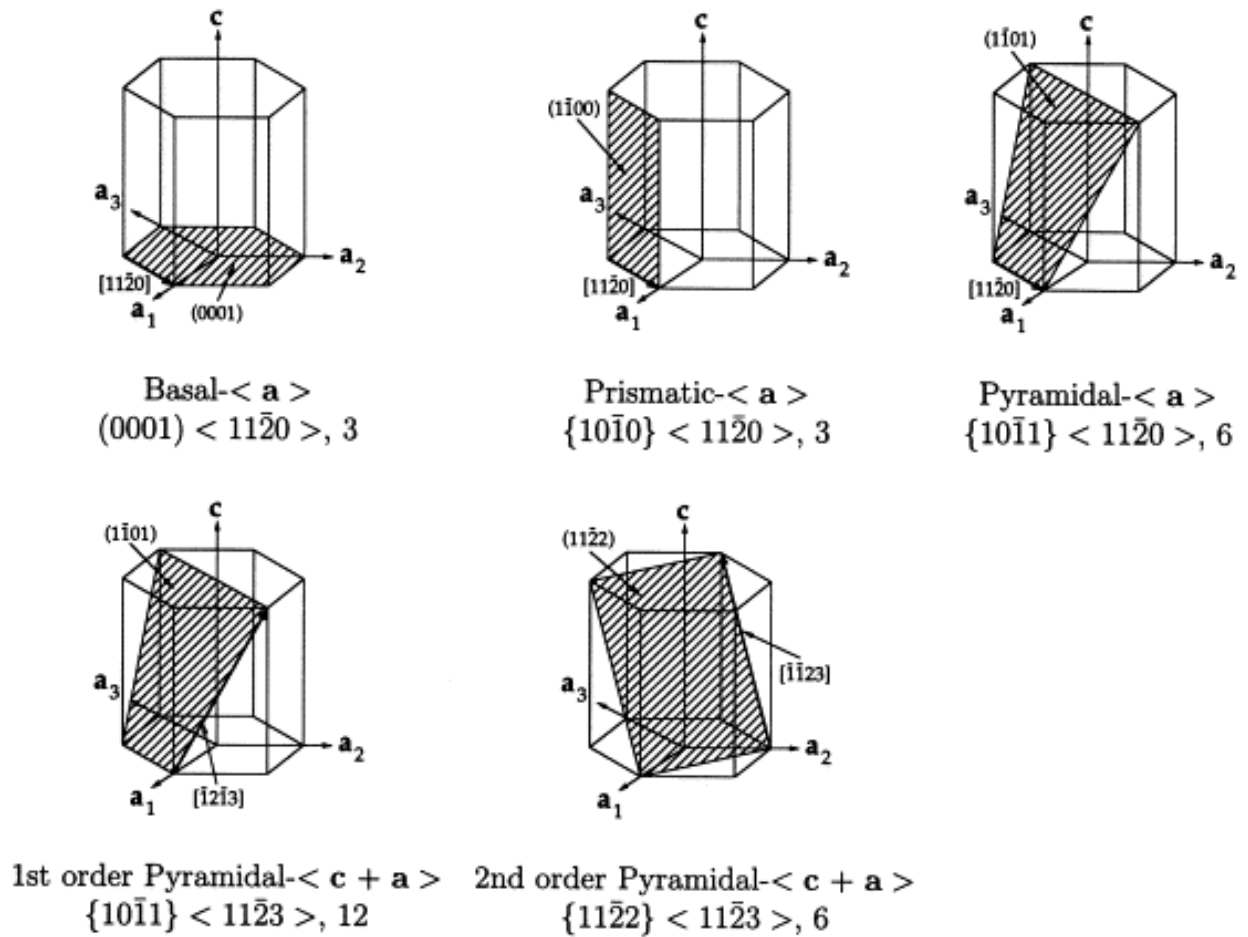 c
a₃
[112̄0]
a₁
(0001)
a₂
Basal-< a >
(0001) < 112̄0 >, 3
c
(11̄00)
a₃
[112̄0]
a₁
a₂
Prismatic-< a >
{101̄0} < 112̄0 >, 3
c
(11̄01)
a₃
[112̄0]
a₁
a₂
Pyramidal-< a >
{101̄1} < 112̄0 >, 6
c
(11̄01)
a₃
a₁
[1̄21̄3]
a₂
1st order Pyramidal-< c + a >
{101̄1} < 112̄3 >, 12
c
(112̄2)
a₃
a₁
a₂
[1̄1̄23]
2nd order Pyramidal-< c + a >
{112̄2} < 112̄3 >, 6